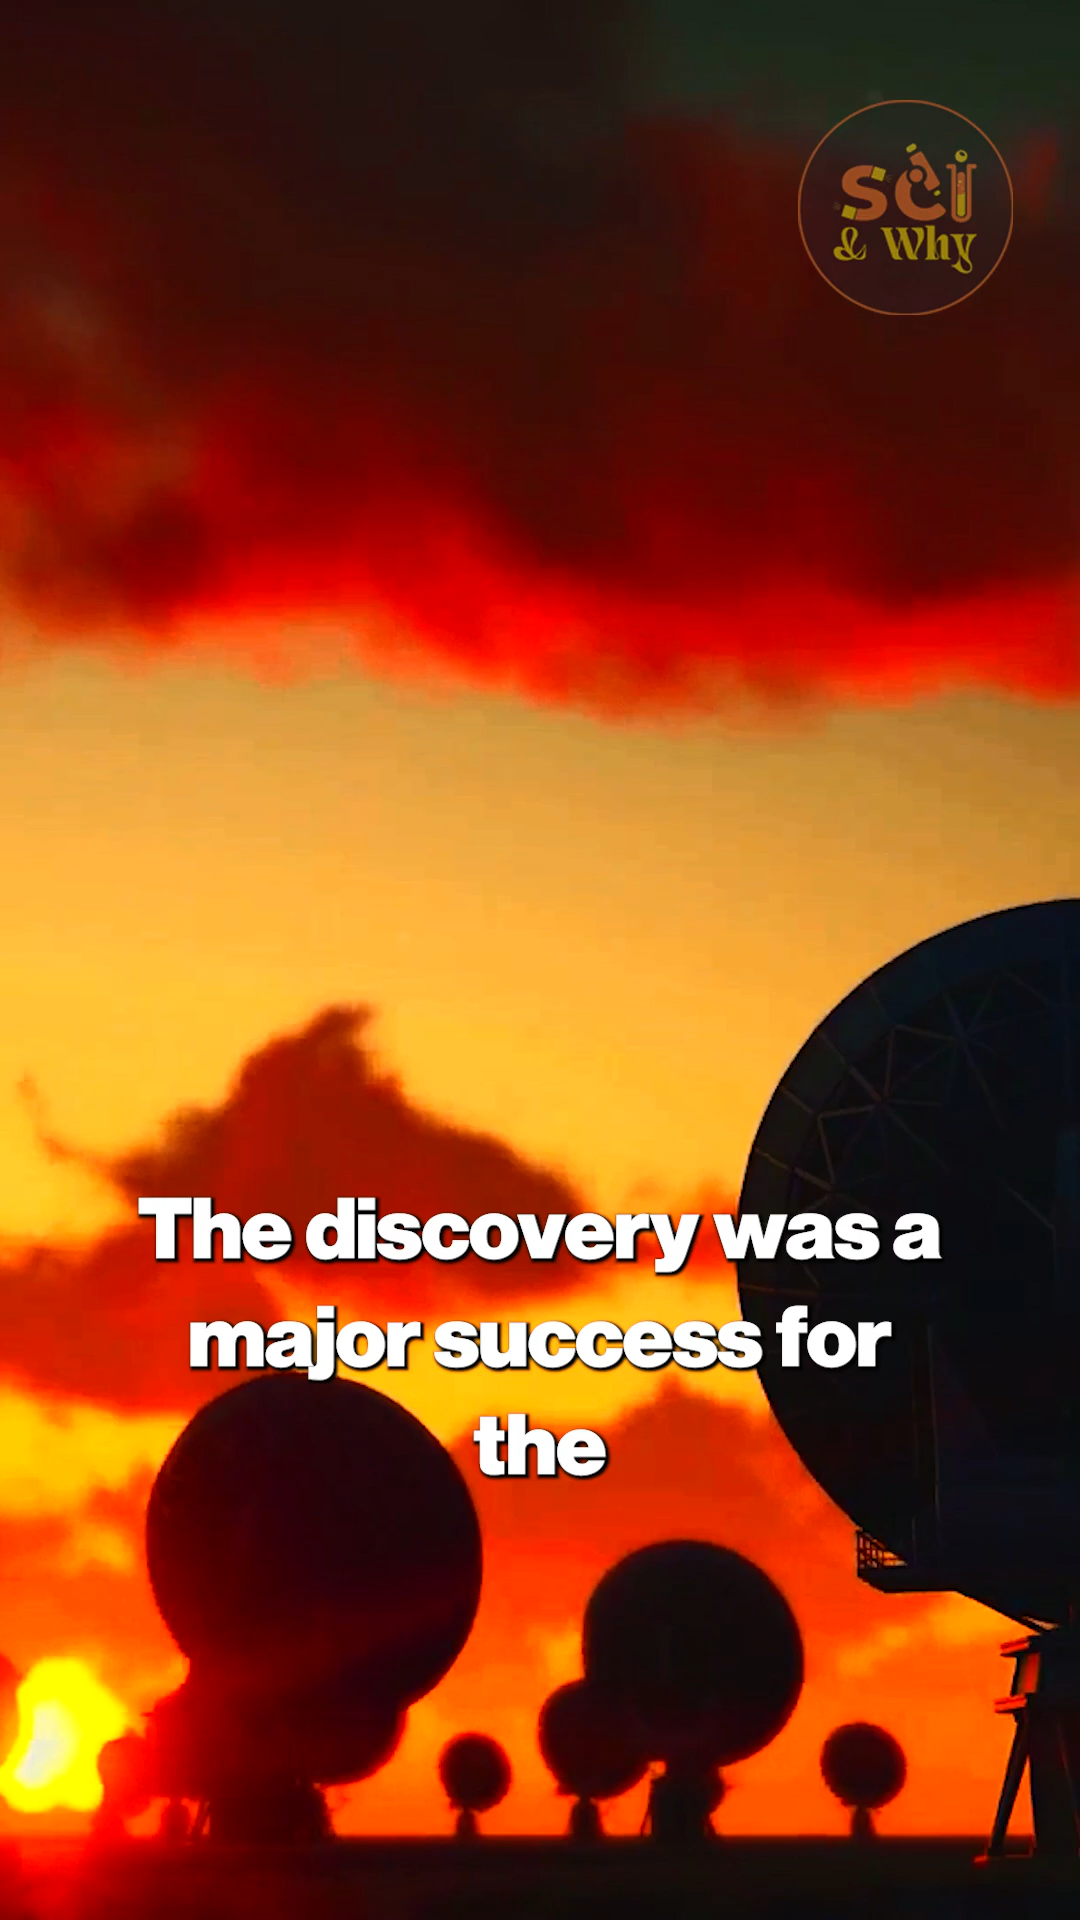 sci
& Why
The discovery was a
major success for
the